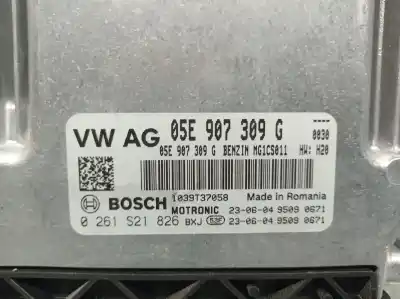 VW AG 05E 907 309 G ----
0030
05E 907 309 G BENZIN MG1CS011 HW: H20
1039T37058 Made in Romania
BOSCH MOTRONIC 23-06-04 9509 0671
0 261 S21 826 BXJ 23-06-04 9509 0671